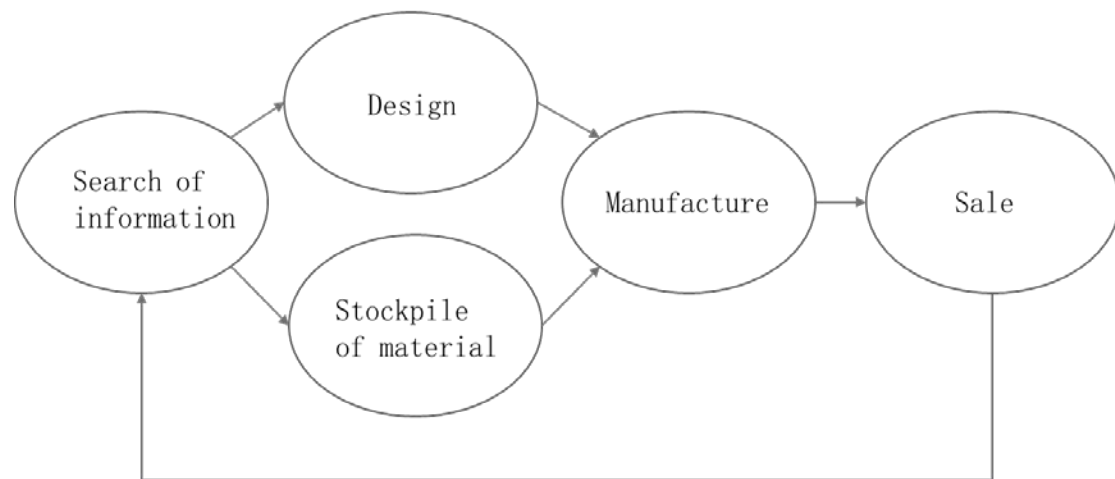 Design
Search of
information
Manufacture
Sale
Stockpile
of material